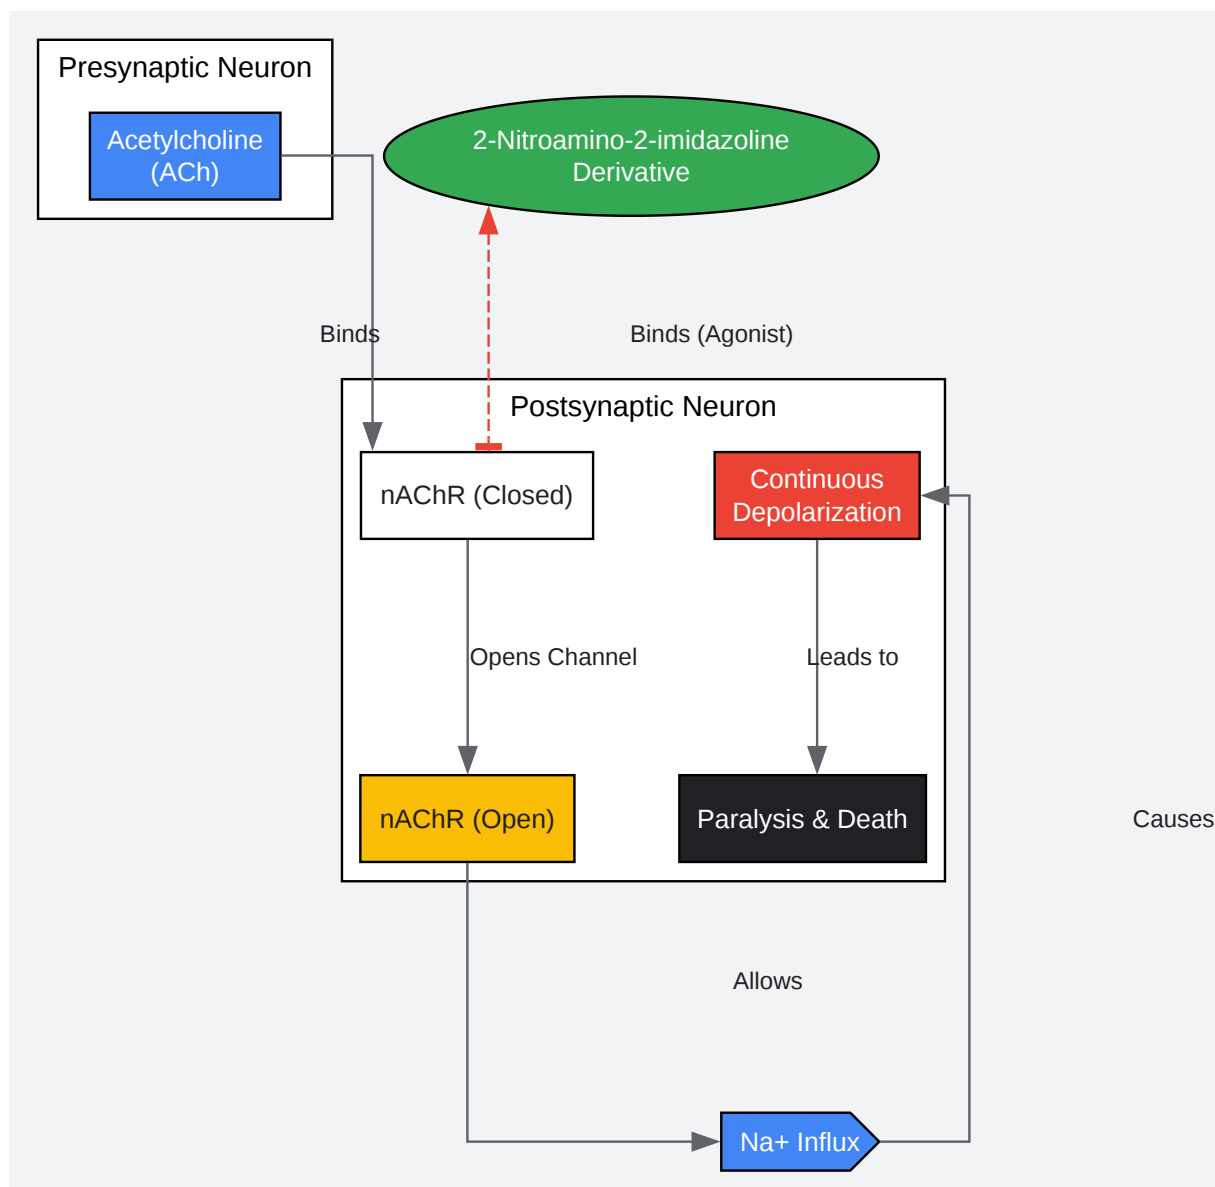 Presynaptic Neuron
Acetylcholine
(ACh)
2-Nitroamino-2-imidazoline
Derivative
Binds
Binds (Agonist)
Postsynaptic Neuron
nAChR (Closed)
Continuous
Depolarization
Opens Channel
Leads to
nAChR (Open)
Paralysis & Death
Causes
Allows
Na+ Influx